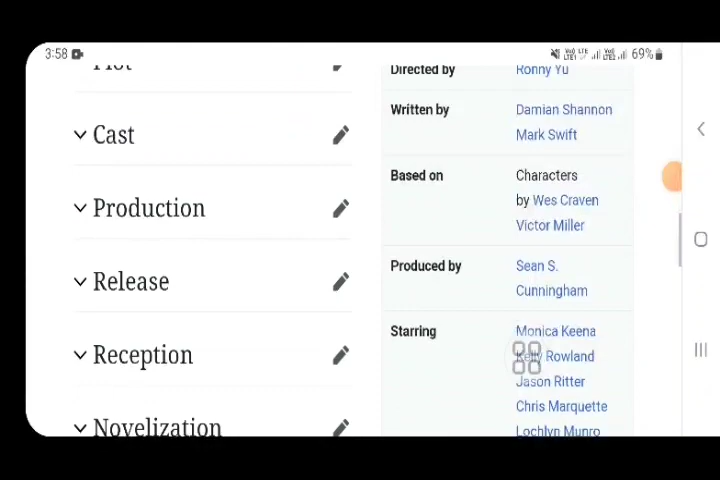 3:58
69%
Plot
Cast
Production
Release
Reception
Novelization
Directed by
Ronny Yu
Written by
Damian Shannon
Mark Swift
Based on
Characters
by Wes Craven
Victor Miller
Produced by
Sean S.
Cunningham
Starring
Monica Keena
Kelly Rowland
Jason Ritter
Chris Marquette
Lochlyn Munro